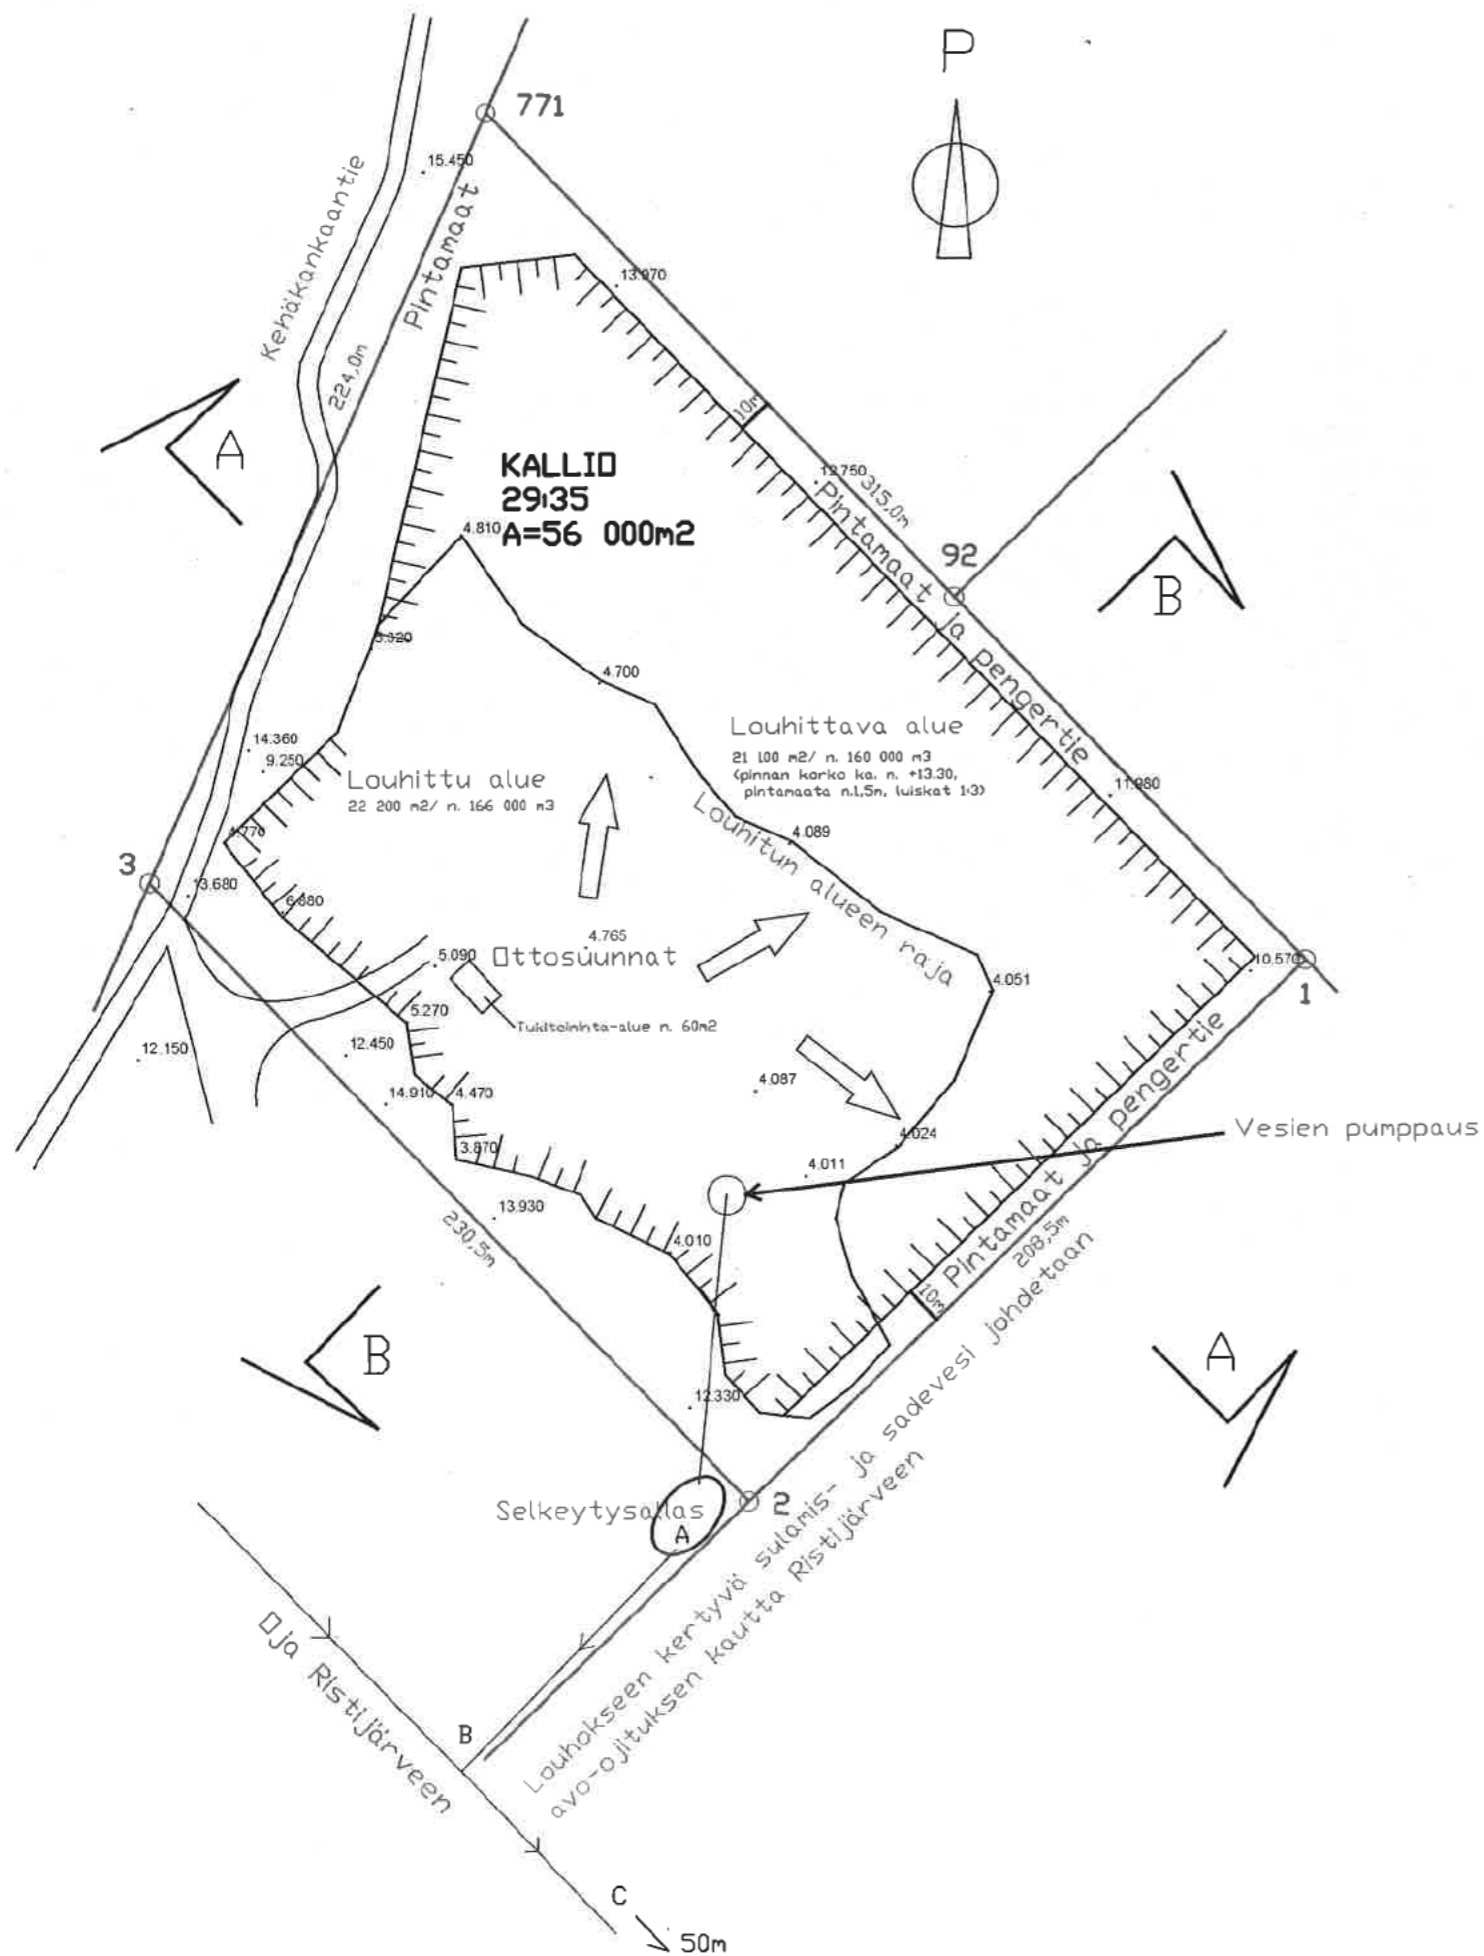 P
771
15.450
Kehäkankaantie
Pintamaat
13.970
224,0m
10m
A
KALLIO
29:35
A=56 000m2
12.750
315,0m
4.810
Pintamaat ja pengertie
92
B
4.700
Louhittava alue
21 100 m2/ n. 160 000 m3
(pinnan korko ka. n. +13.30,
pintamaata n.1,5m, luiskat 1:3)
14.360
9.250
Louhittu alue
22 200 m2/ n. 166 000 m3
11.980
4.770
Louhitun alueen raja
4.089
3
13.680
6.880
4.765
5.090
Ottosuunnat
10.570
4.051
1
5.270
Tukitoiminta-alue n. 60m2
12.150
12.450
4.087
14.910
4.470
4.024
Vesien pumppaus
3.870
4.011
Pintamaat ja pengertie
13.930
230,5m
4.010
208,5m
10m
B
A
12.330
Selkeytysallas
A
2
Louhokseen kertyvä sulamis- ja sadevesi johdetaan
avo-ojituksen kautta Ristijärveen
Oja Ristijärveen
B
C
50m